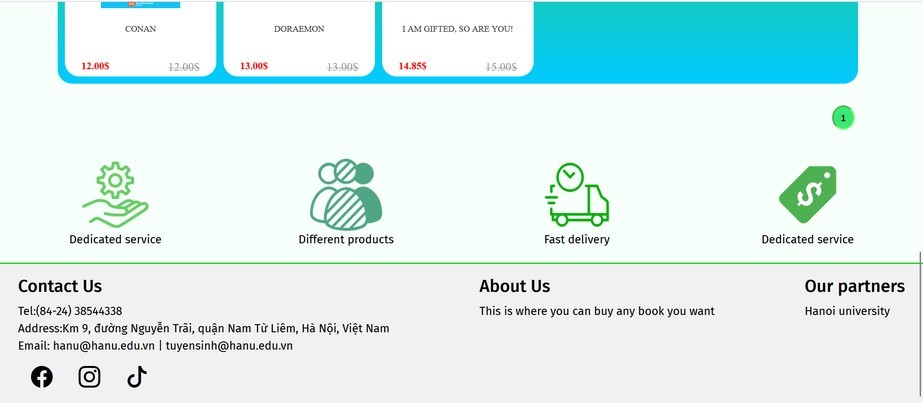 CONAN
DORAEMON
I AM GIFTED, SO ARE YOU!
12.00$ 12.00$
13.00$ 13.00$
14.85$ 15.00$
1
Dedicated service
Different products
Fast delivery
Dedicated service
Contact Us
Tel:(84-24) 38544338
Address:Km 9, đường Nguyễn Trãi, quận Nam Từ Liêm, Hà Nội, Việt Nam
Email: hanu@hanu.edu.vn | tuyensinh@hanu.edu.vn
About Us
This is where you can buy any book you want
Our partners
Hanoi university